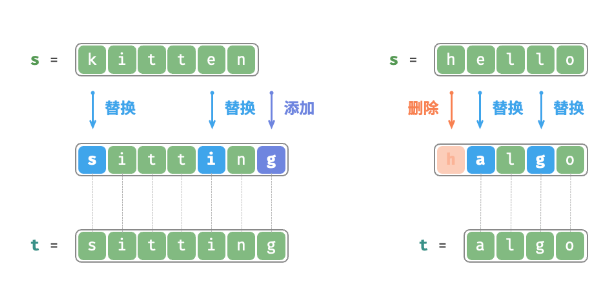 s = k i t t e n
替换 替换 添加
s i t t i n g
t = s i t t i n g
s = h e l l o
删除 替换 替换
h a l g o
t = a l g o